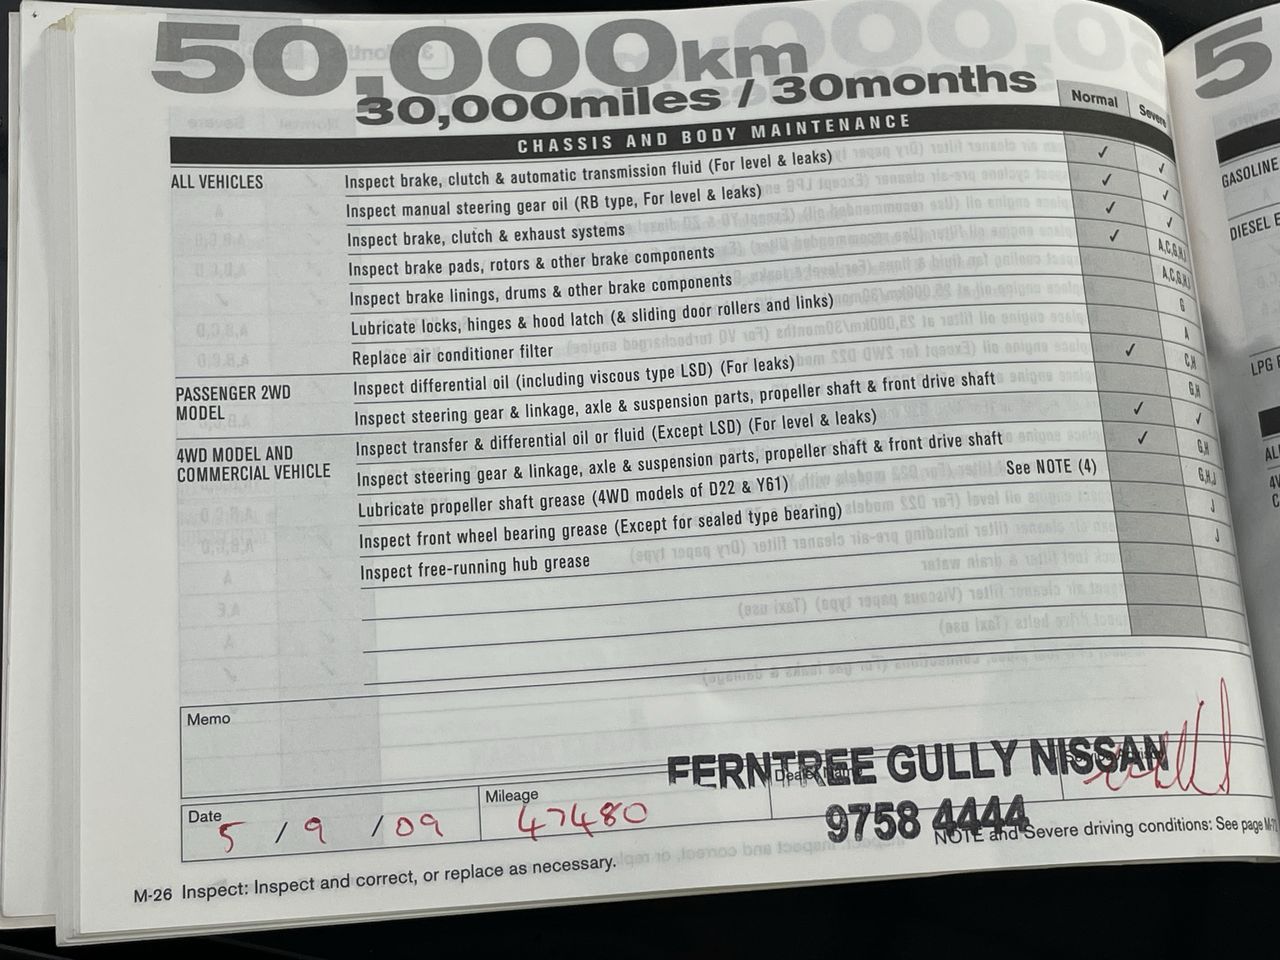 50,000km
30,000miles / 30months
Normal Severe
CHASSIS AND BODY MAINTENANCE
ALL VEHICLES
Inspect brake, clutch & automatic transmission fluid (For level & leaks) ✓ ✓
Inspect manual steering gear oil (RB type, For level & leaks) ✓ ✓
Inspect brake, clutch & exhaust systems ✓ ✓
Inspect brake pads, rotors & other brake components ✓ A,C,G,H,I
Inspect brake linings, drums & other brake components A,C,G,H,I
Lubricate locks, hinges & hood latch (& sliding door rollers and links) G
Replace air conditioner filter A
PASSENGER 2WD
MODEL
Inspect differential oil (including viscous type LSD) (For leaks) ✓ C,H
Inspect steering gear & linkage, axle & suspension parts, propeller shaft & front drive shaft G,H
4WD MODEL AND
COMMERCIAL VEHICLE
Inspect transfer & differential oil or fluid (Except LSD) (For level & leaks) ✓ ✓
Inspect steering gear & linkage, axle & suspension parts, propeller shaft & front drive shaft ✓ G,H
Lubricate propeller shaft grease (4WD models of D22 & Y61) See NOTE (4) G,H,J
Inspect front wheel bearing grease (Except for sealed type bearing) J
Inspect free-running hub grease J
Memo
FERNTREE GULLY NISSAN
Dealer Name
9758 4444
Date 5 / 9 / 09
Mileage 47480
NOTE and Severe driving conditions: See page
M-26 Inspect: Inspect and correct, or replace as necessary.
5
GASOLINE
DIESEL E
LPG